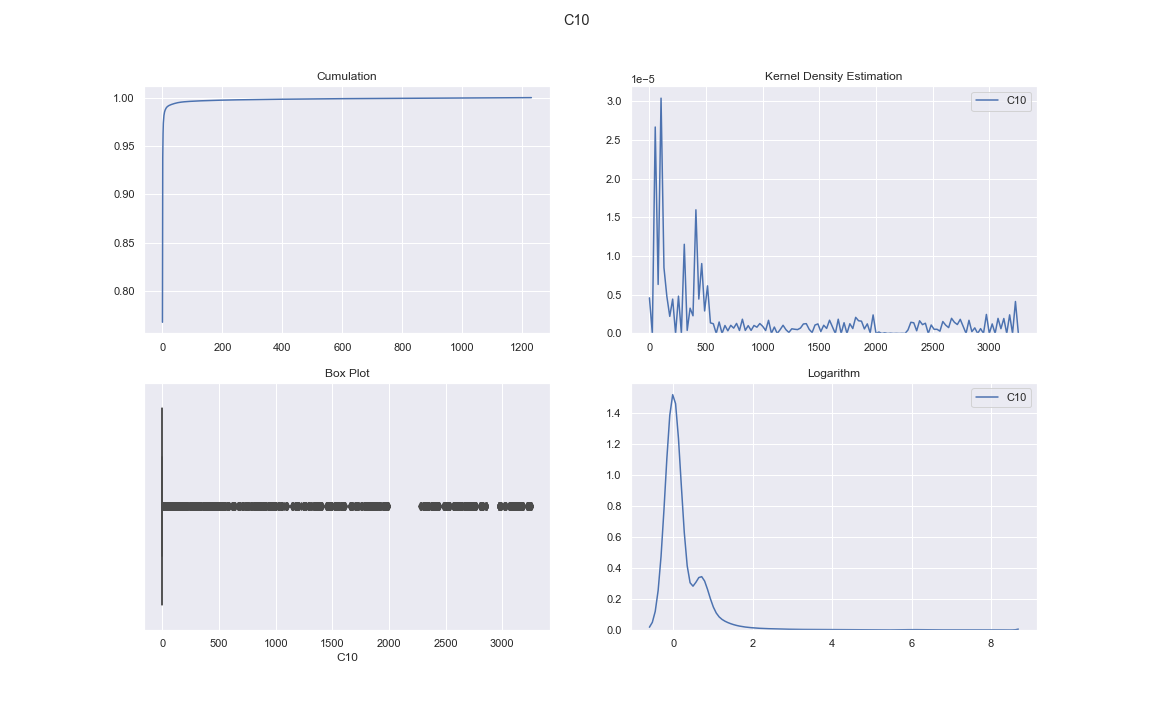 C10
Cumulation
1.00
0.95
0.90
0.85
0.80
0 200 400 600 800 1000 1200
Kernel Density Estimation
1e−5
C10
3.0
2.5
2.0
1.5
1.0
0.5
0.0
0 500 1000 1500 2000 2500 3000
Box Plot
0 500 1000 1500 2000 2500 3000
C10
Logarithm
C10
1.4
1.2
1.0
0.8
0.6
0.4
0.2
0.0
0 2 4 6 8